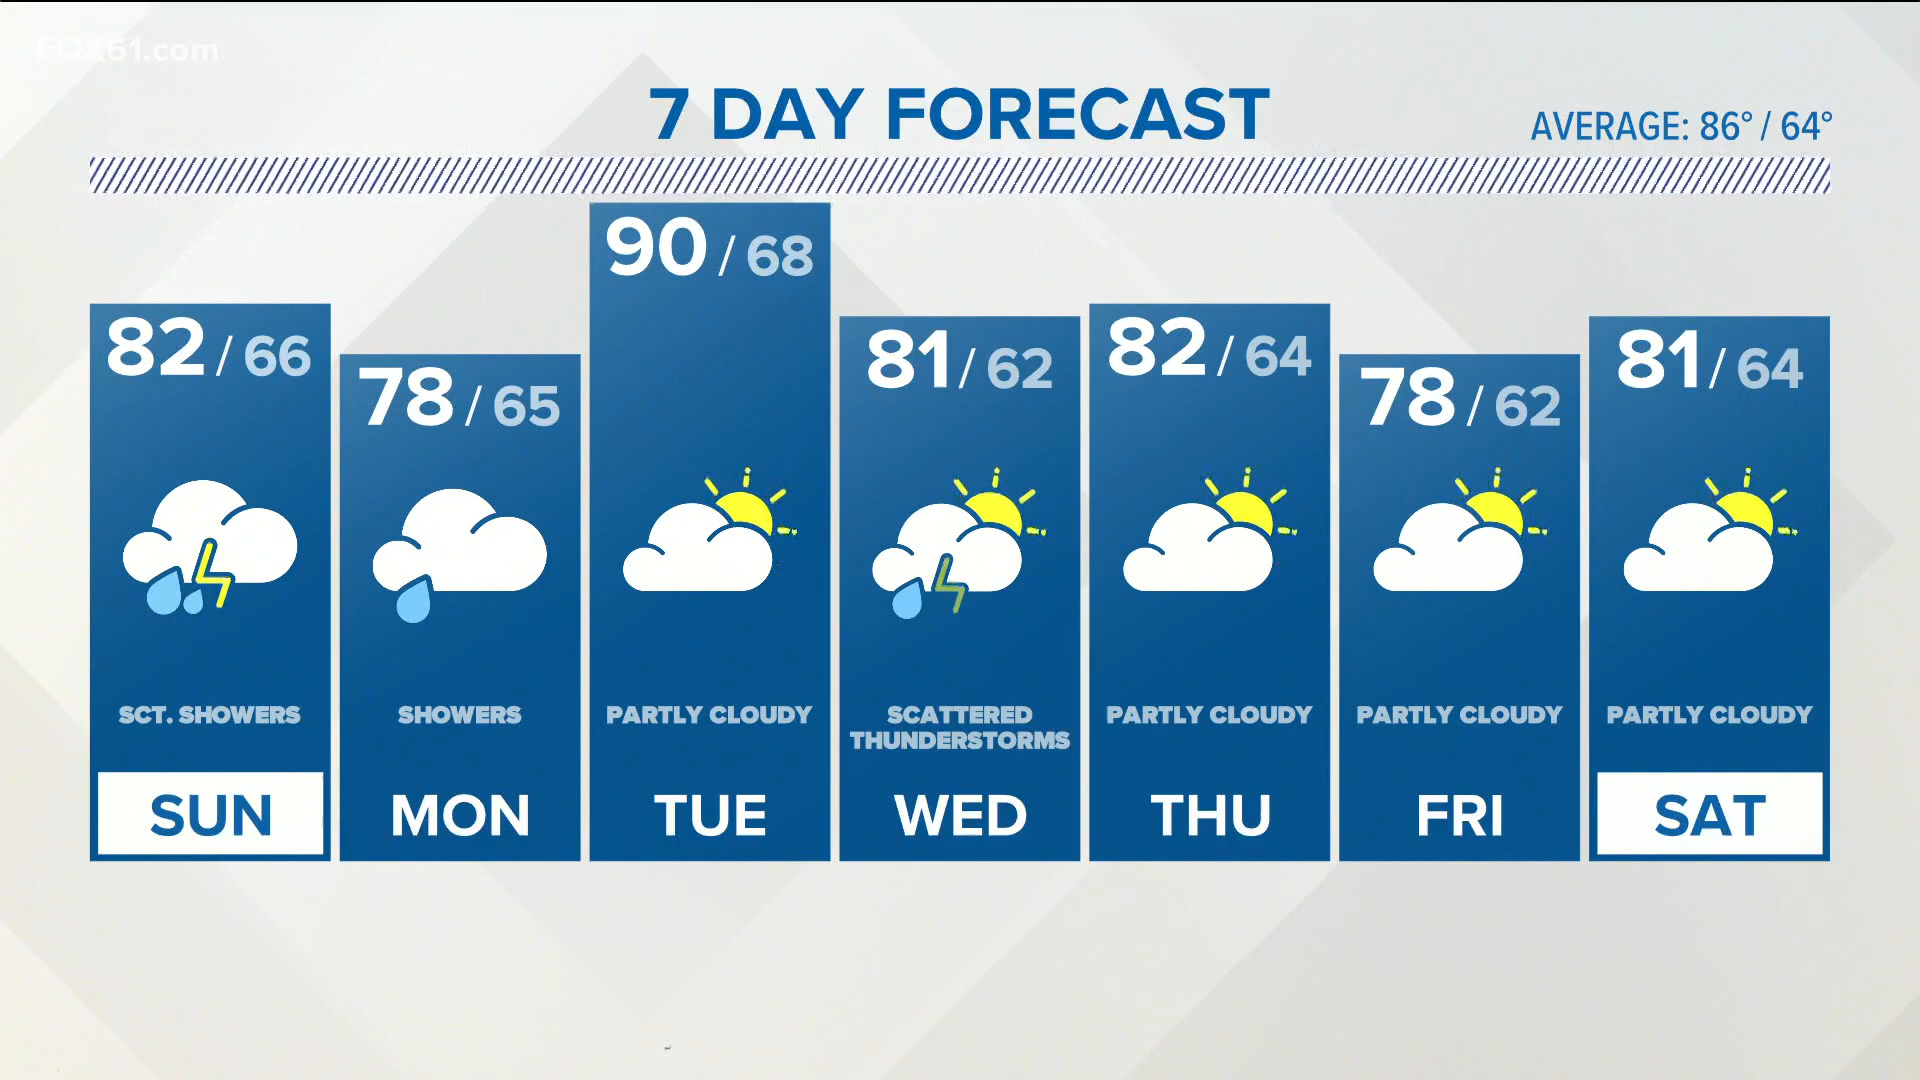 FOX61.com
7 DAY FORECAST
AVERAGE: 86° / 64°
82 / 66
SCT. SHOWERS
SUN
78 / 65
SHOWERS
MON
90 / 68
PARTLY CLOUDY
TUE
81 / 62
SCATTERED
THUNDERSTORMS
WED
82 / 64
PARTLY CLOUDY
THU
78 / 62
PARTLY CLOUDY
FRI
81 / 64
PARTLY CLOUDY
SAT